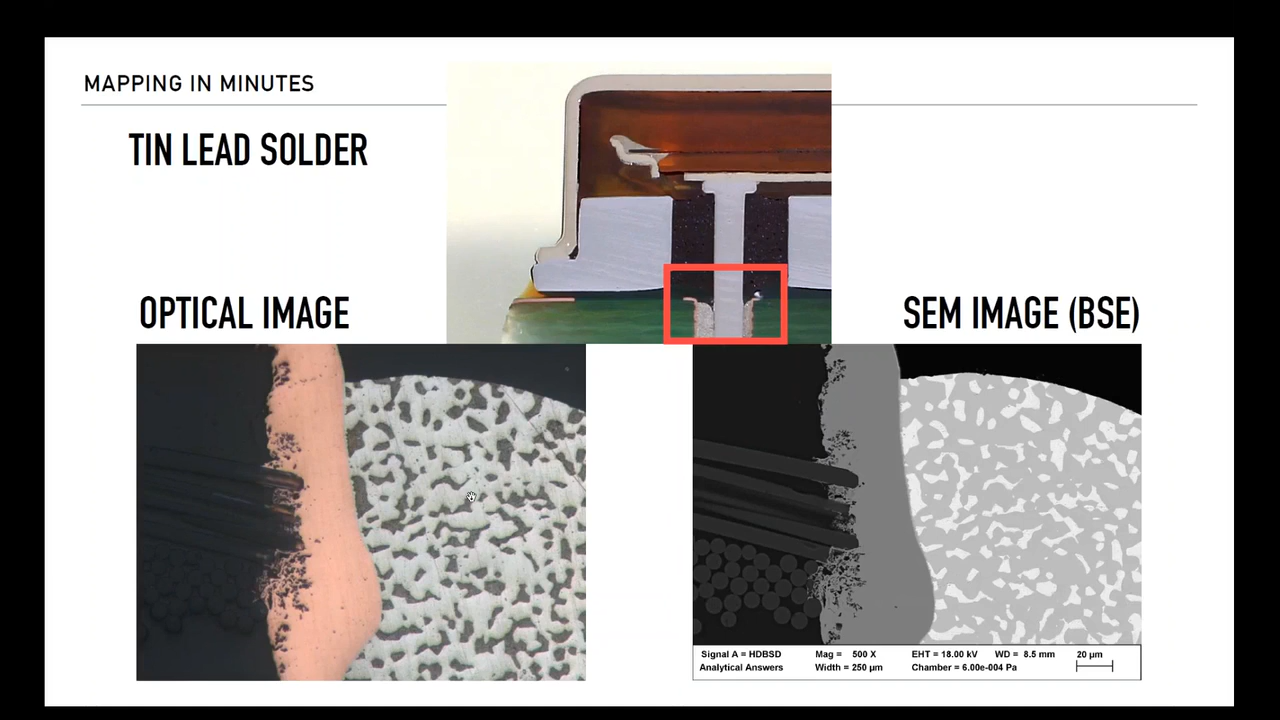 MAPPING IN MINUTES
TIN LEAD SOLDER
OPTICAL IMAGE
SEM IMAGE (BSE)
Signal A = HDBSD Mag = 500 X EHT = 18.00 kV WD = 8.5 mm 20 µm
Analytical Answers Width = 250 µm Chamber = 6.00e-004 Pa